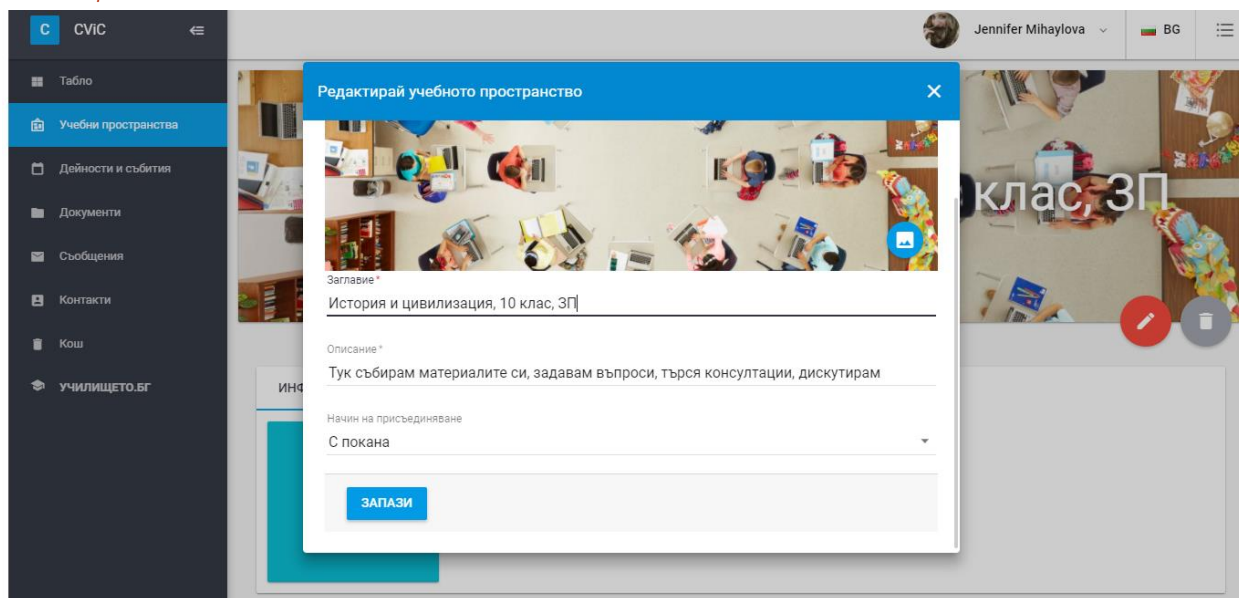 C CViC
Jennifer Mihaylova
BG
Табло
Учебни пространства
Дейности и събития
Документи
Съобщения
Контакти
Кош
УЧИЛИЩЕТО.БГ
клас, ЗП
Редактирай учебното пространство
Заглавие*
История и цивилизация, 10 клас, ЗП
Описание*
Тук събирам материалите си, задавам въпроси, търся консултации, дискутирам
Начин на присъединяване
С покана
ЗАПАЗИ